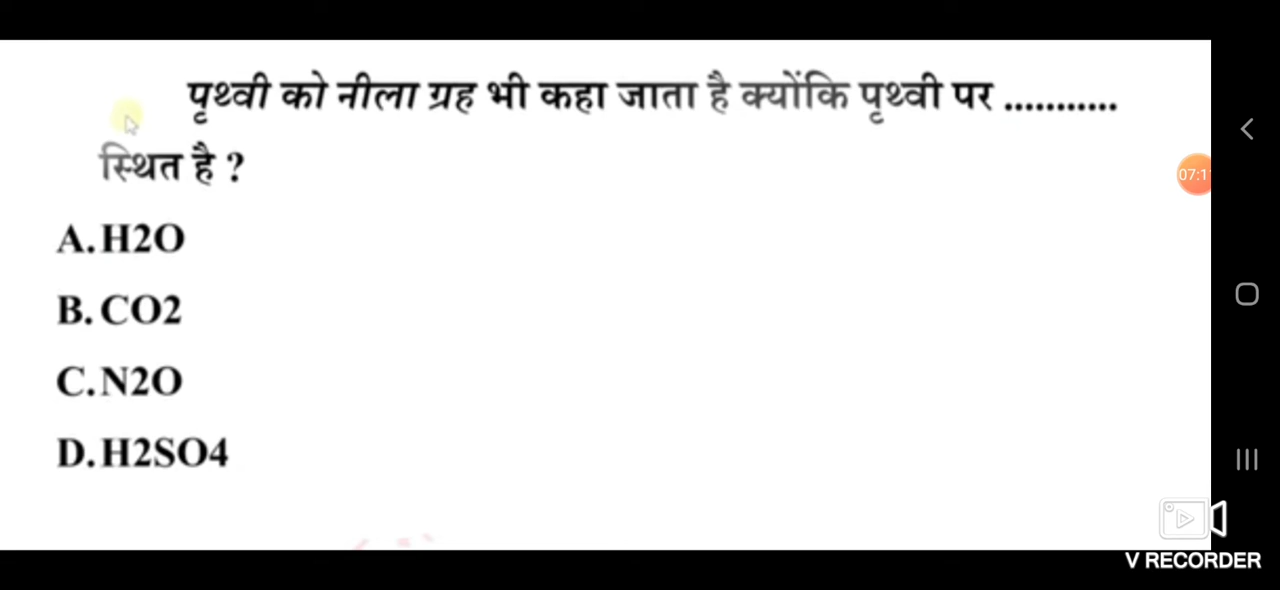 पृथ्वी को नीला ग्रह भी कहा जाता है क्योंकि पृथ्वी पर ...........
स्थित है ?
A. H2O
B. CO2
C. N2O
D. H2SO4
07:1
V RECORDER